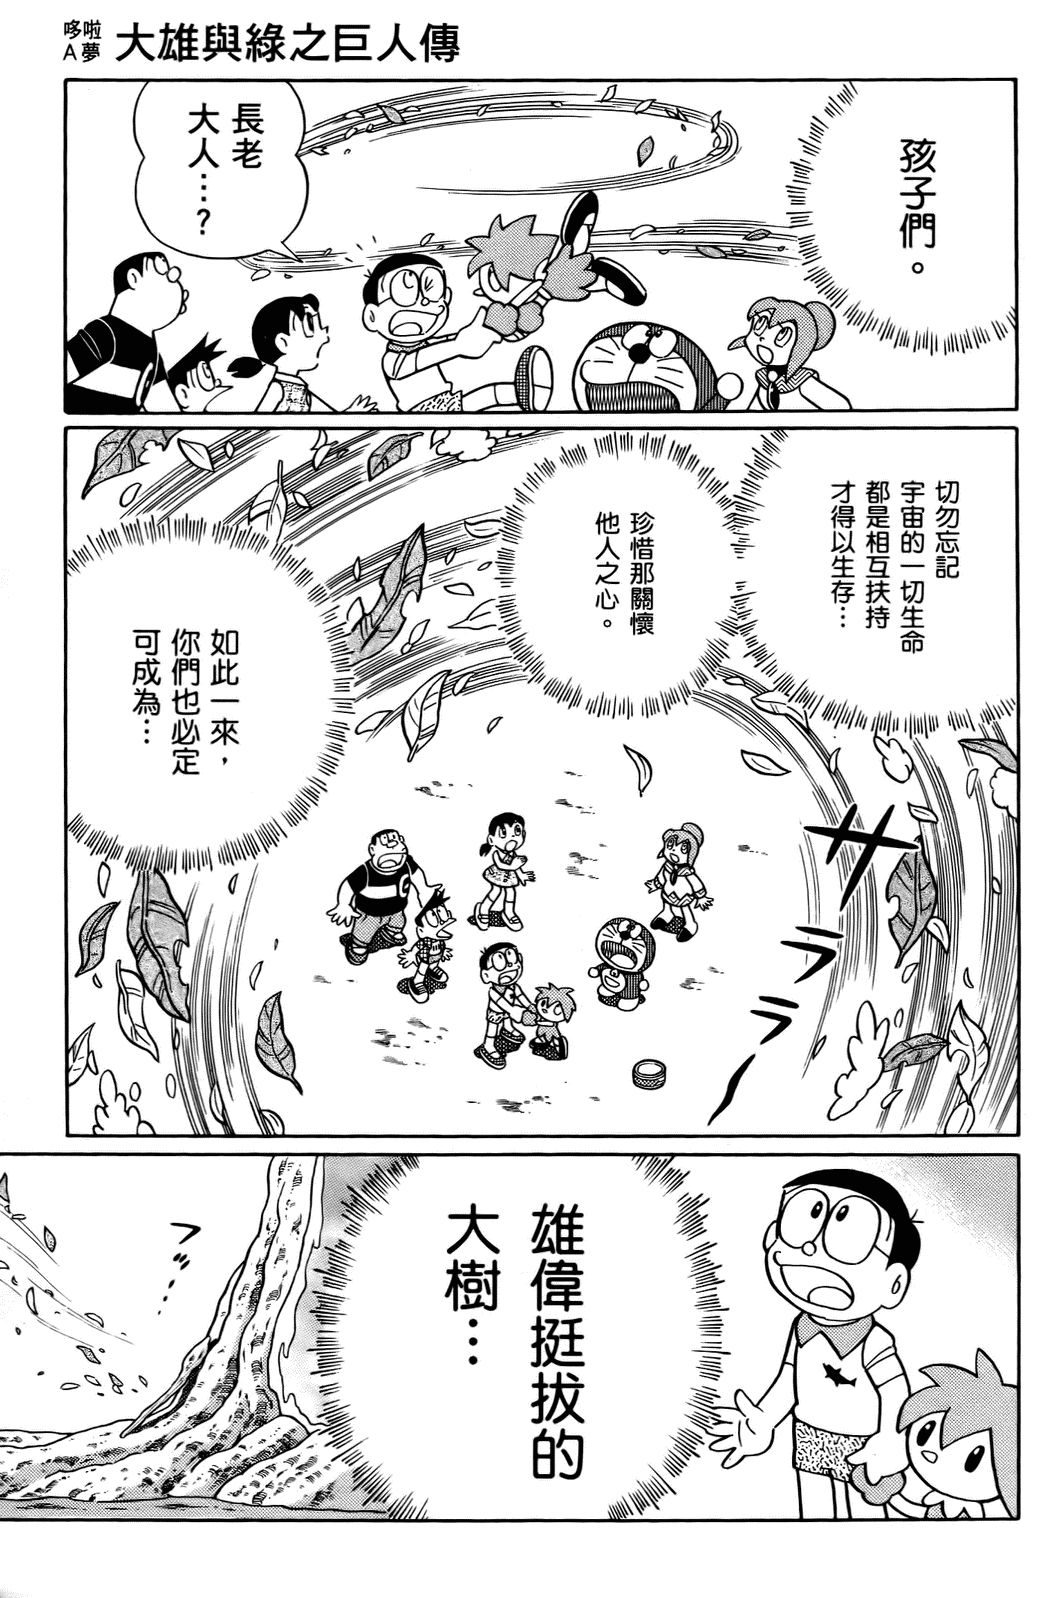 哆啦A夢 大雄與綠之巨人傳
孩子們。
長老
大人…?
切勿忘記
宇宙的一切生命
都是相互扶持
才得以生存…
珍惜那關懷
他人之心。
如此一來，
你們也必定
可成為…
サララ
雄偉挺拔的
大樹…
フ…